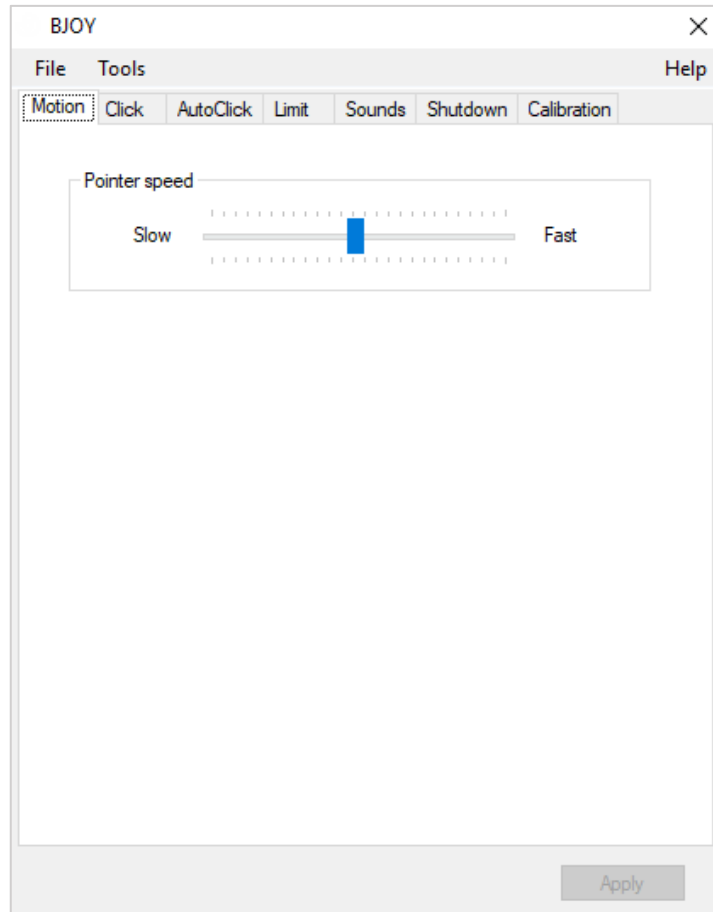 BJOY
File Tools Help
Motion Click AutoClick Limit Sounds Shutdown Calibration
Pointer speed
Slow Fast
Apply